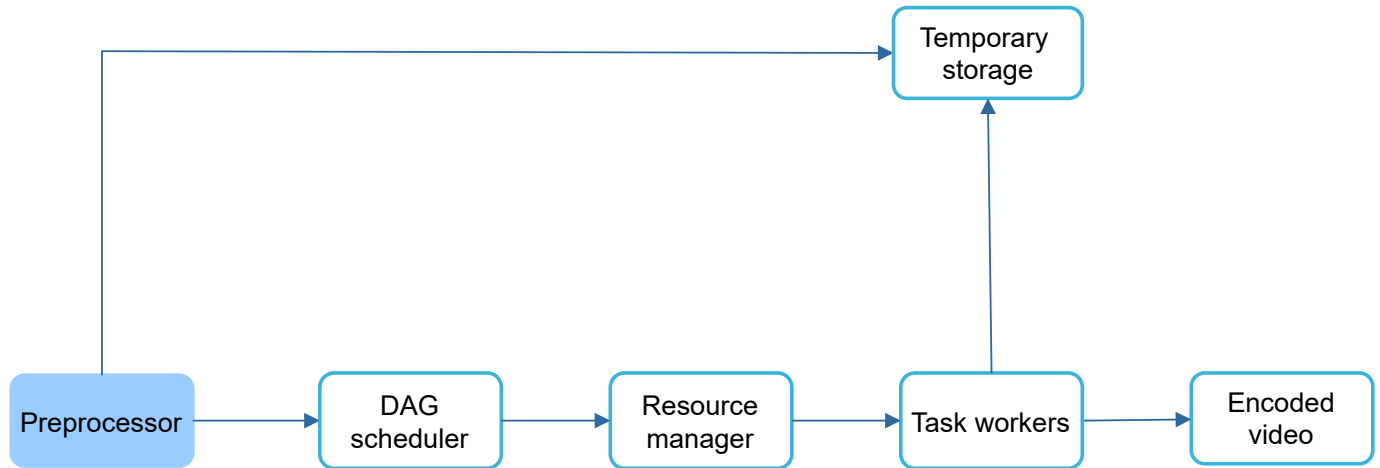 Temporary
storage
Preprocessor
DAG
scheduler
Resource
manager
Task workers
Encoded
video